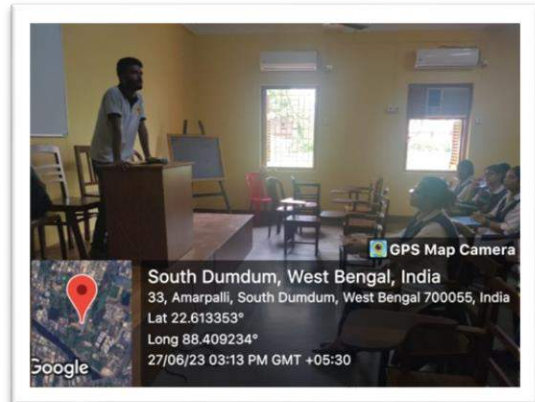 GPS Map Camera
South Dumdum, West Bengal, India
33, Amarpalli, South Dumdum, West Bengal 700055, India
Lat 22.613353°
Long 88.409234°
27/06/23 03:13 PM GMT +05:30
Google